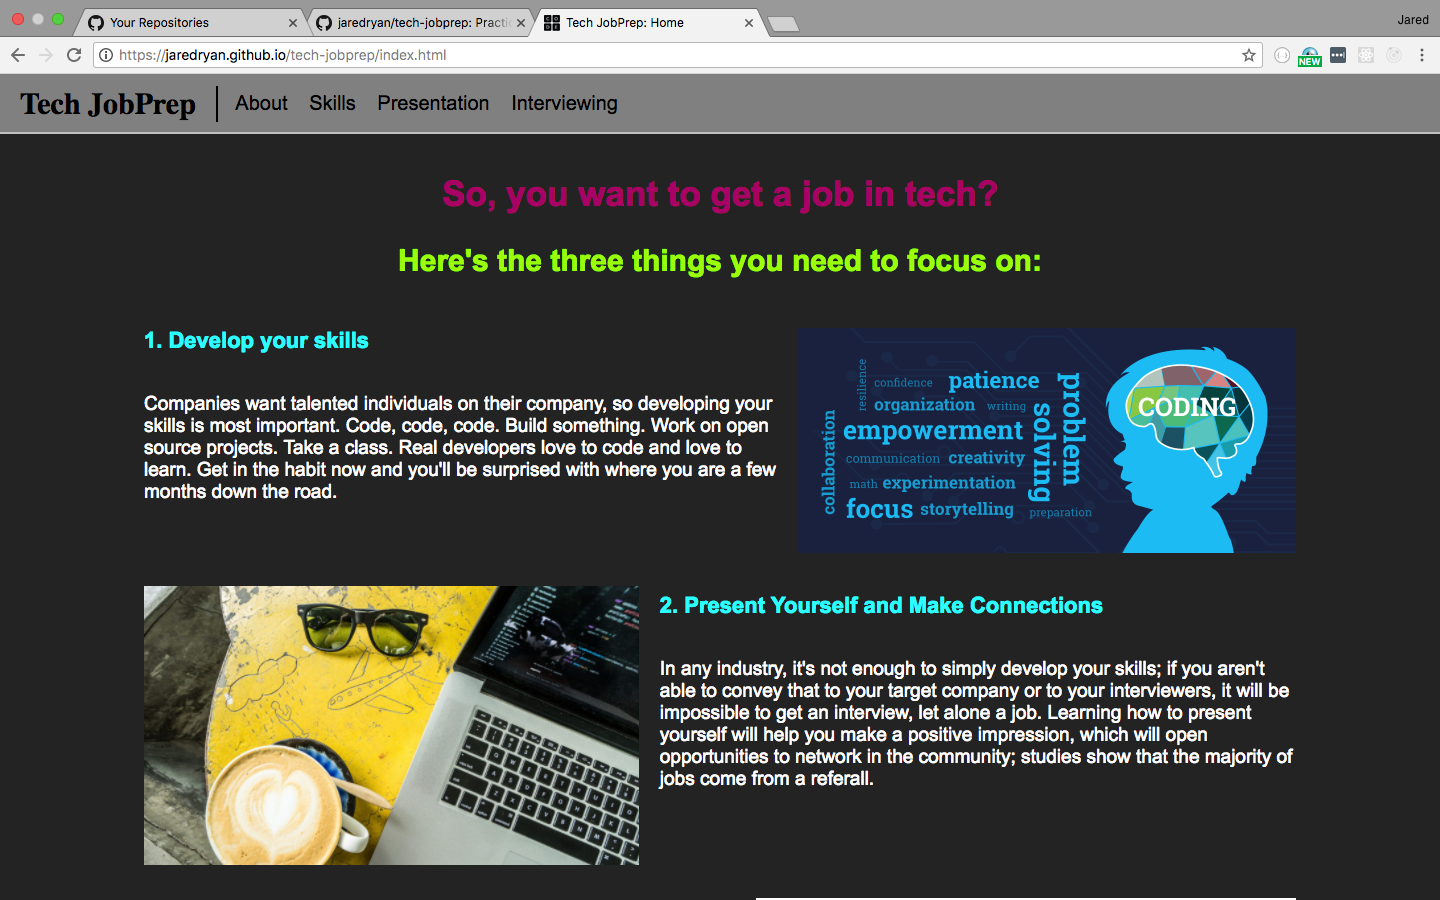 Your Repositories
jaredryan/tech-jobprep: Practic
Tech JobPrep: Home
Jared
https://jaredryan.github.io/tech-jobprep/index.html
NEW
Tech JobPrep
About
Skills
Presentation
Interviewing
So, you want to get a job in tech?
Here's the three things you need to focus on:
1. Develop your skills
Companies want talented individuals on their company, so developing your
skills is most important. Code, code, code. Build something. Work on open
source projects. Take a class. Real developers love to code and love to
learn. Get in the habit now and you'll be surprised with where you are a few
months down the road.
resilience
confidence
patience
organization
writing
collaboration
empowerment
communication
creativity
math
experimentation
focus
storytelling
solving
problem
preparation
CODING
2. Present Yourself and Make Connections
In any industry, it's not enough to simply develop your skills; if you aren't
able to convey that to your target company or to your interviewers, it will be
impossible to get an interview, let alone a job. Learning how to present
yourself will help you make a positive impression, which will open
opportunities to network in the community; studies show that the majority of
jobs come from a referall.